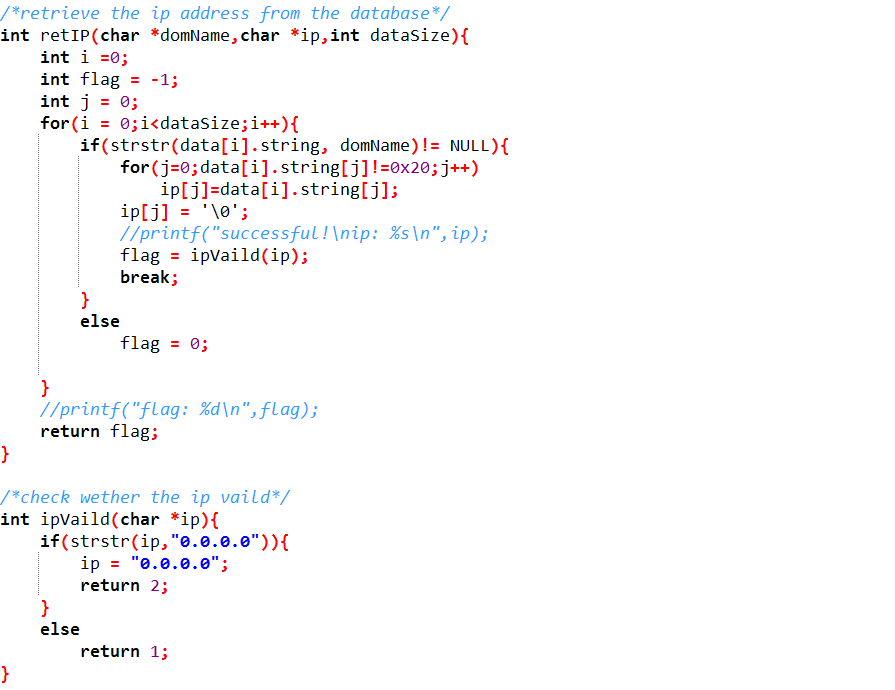 /*retrieve the ip address from the database*/
int retIP(char *domName,char *ip,int dataSize){
    int i =0;
    int flag = -1;
    int j = 0;
    for(i = 0;i<dataSize;i++){
        if(strstr(data[i].string, domName)!= NULL){
            for(j=0;data[i].string[j]!=0x20;j++)
                ip[j]=data[i].string[j];
            ip[j] = '\0';
            //printf("successful!\nip: %s\n",ip);
            flag = ipVaild(ip);
            break;
        }
        else
            flag = 0;
    }
    //printf("flag: %d\n",flag);
    return flag;
}
/*check wether the ip vaild*/
int ipVaild(char *ip){
    if(strstr(ip,"0.0.0.0")){
        ip = "0.0.0.0";
        return 2;
    }
    else
        return 1;
}